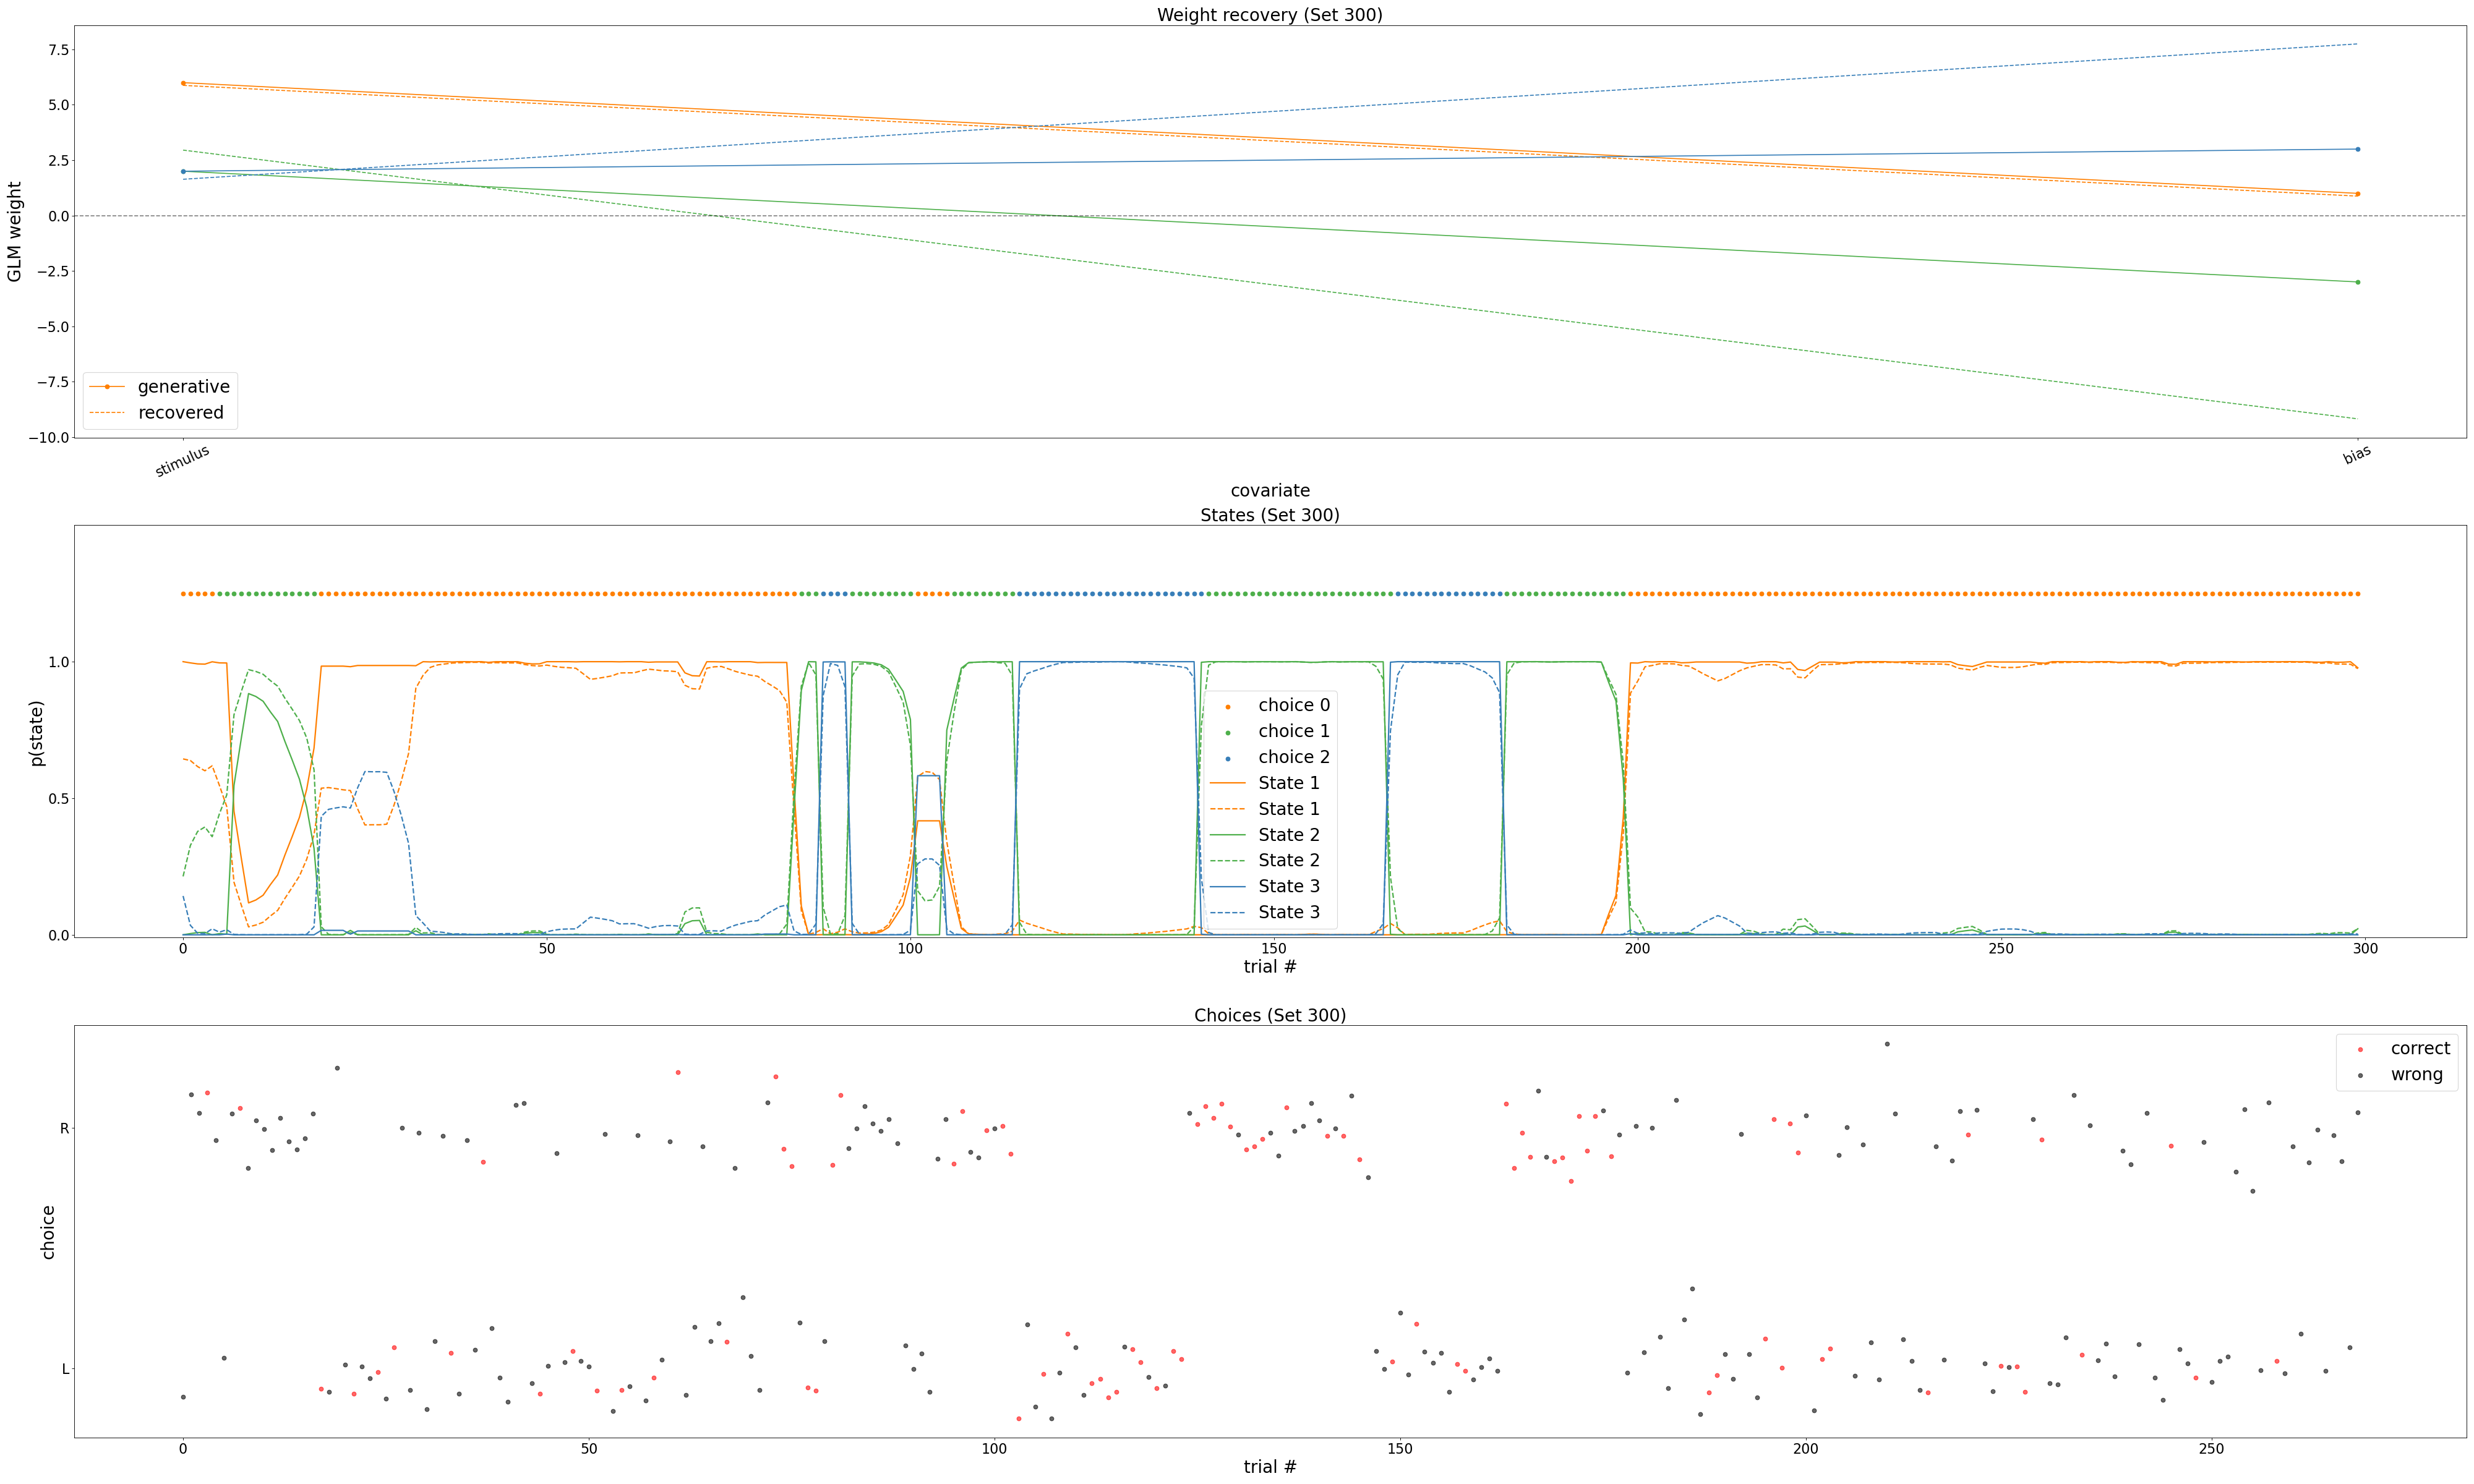 Weight recovery (Set 300)
7.5
5.0
2.5
0.0
−2.5
−5.0
−7.5
−10.0
GLM weight
generative
recovered
stimulus
bias
covariate
States (Set 300)
1.0
0.5
0.0
p(state)
choice 0
choice 1
choice 2
State 1
State 1
State 2
State 2
State 3
State 3
0 50 100 150 200 250 300
trial #
Choices (Set 300)
correct
wrong
R
L
choice
0 50 100 150 200 250
trial #